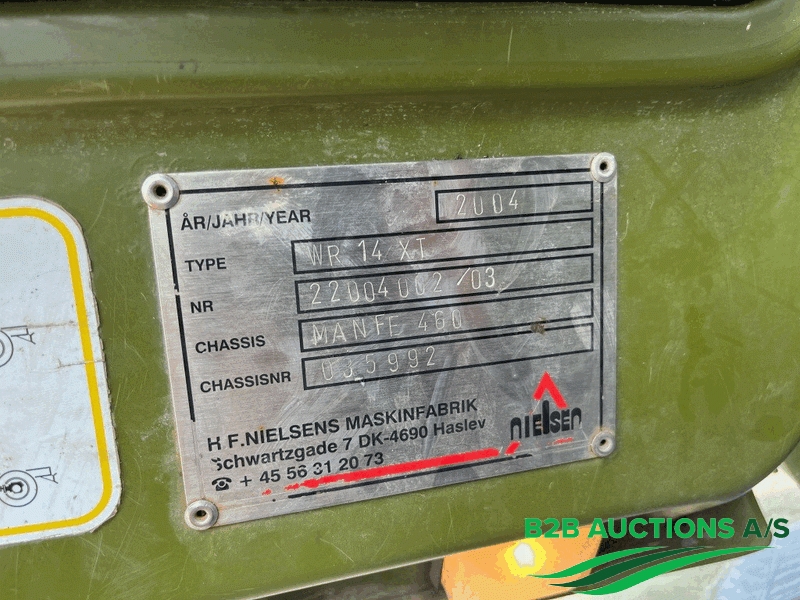 ÅR/JAHR/YEAR 2004
TYPE WR 14 XT
NR 22004002/03
CHASSIS MAN FE 460
CHASSISNR 035992
H.F.NIELSENS MASKINFABRIK
Schwartzgade 7 DK-4690 Haslev
☎ + 45 56 31 20 73
NIELSEN
B2B AUCTIONS A/S